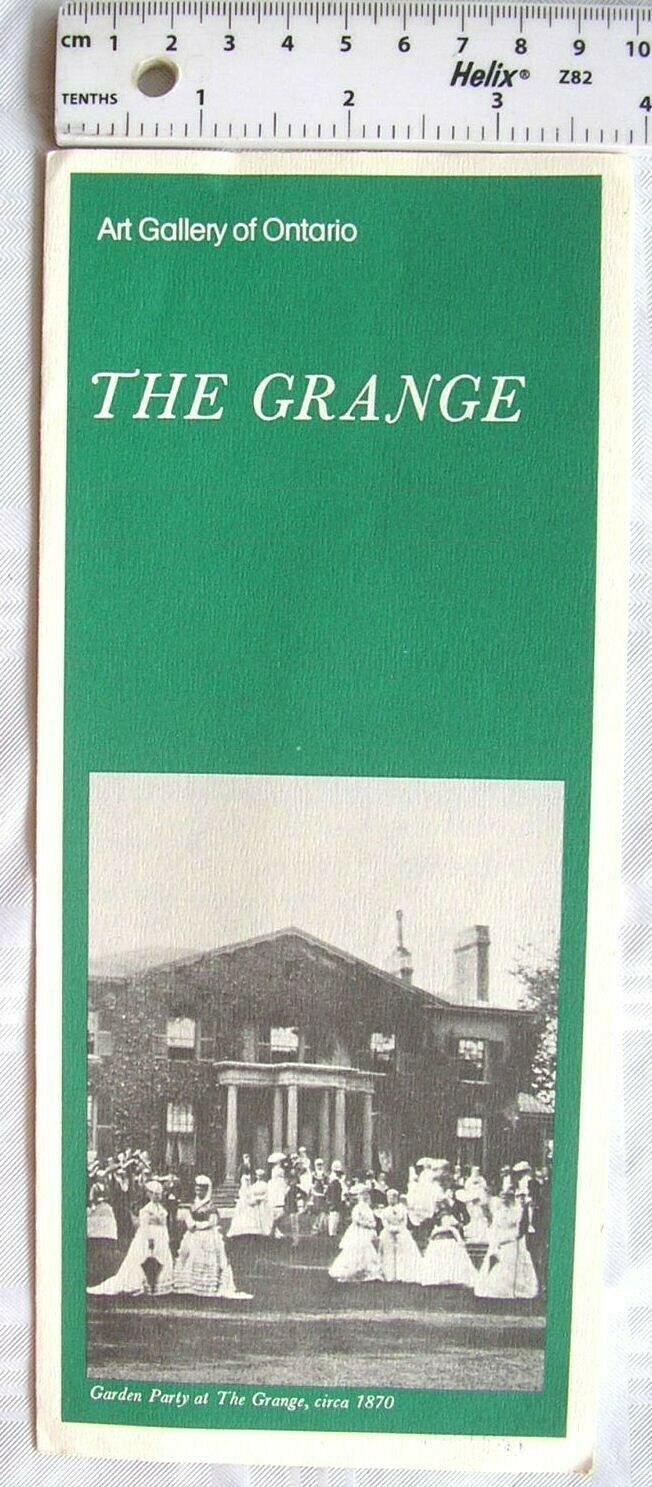 cm 1 2 3 4 5 6 7 8 9 10
Helix® Z82
TENTHS 1 2 3 4
Art Gallery of Ontario
THE GRANGE
Garden Party at The Grange, circa 1870